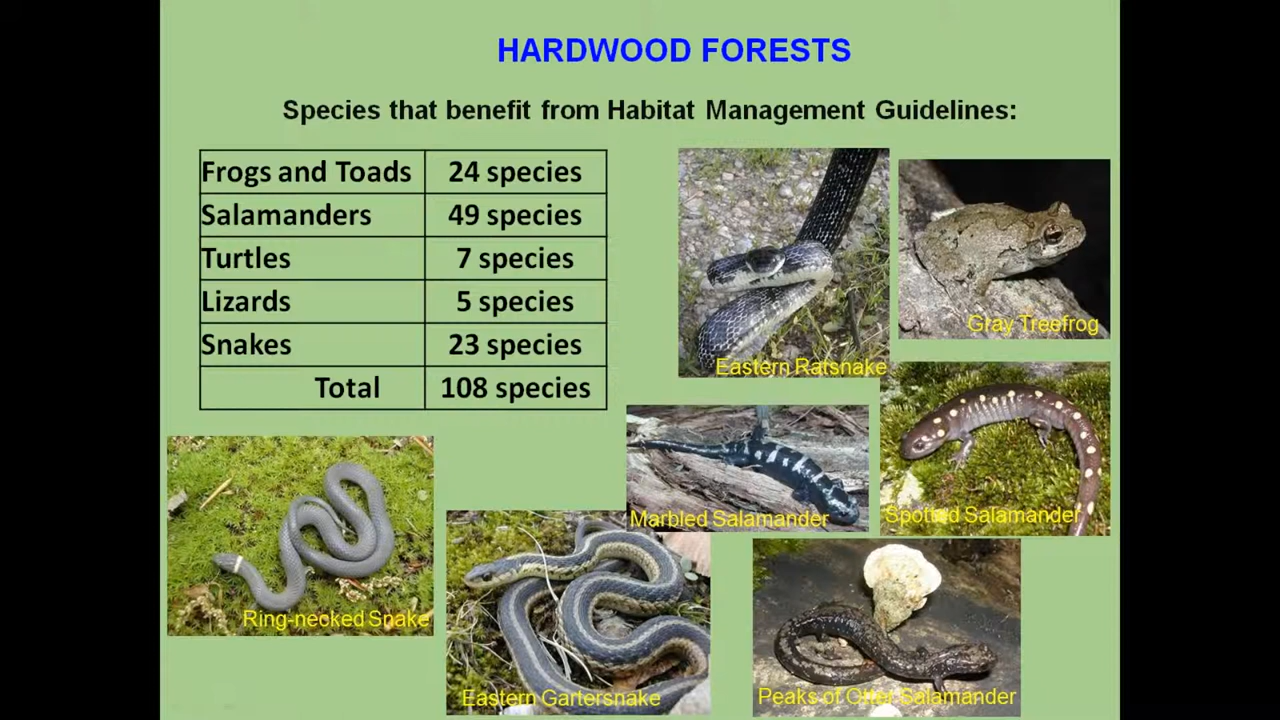 HARDWOOD FORESTS
Species that benefit from Habitat Management Guidelines:
Frogs and Toads 24 species
Salamanders 49 species
Turtles 7 species
Lizards 5 species
Snakes 23 species
Total 108 species
Eastern Ratsnake
Gray Treefrog
Marbled Salamander
Spotted Salamander
Ring-necked Snake
Eastern Gartersnake
Peaks of Otter Salamander